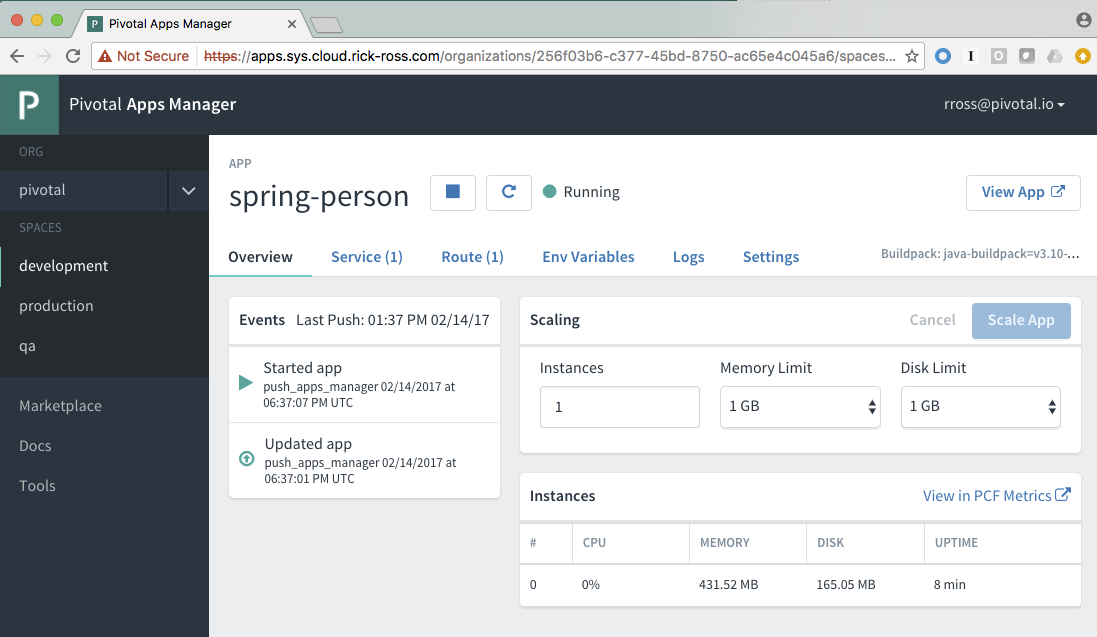 P Pivotal Apps Manager
Not Secure https://apps.sys.cloud.rick-ross.com/organizations/256f03b6-c377-45bd-8750-ac65e4c045a6/spaces...
P Pivotal Apps Manager rross@pivotal.io
ORG
pivotal
SPACES
development
production
qa
Marketplace
Docs
Tools
APP
spring-person Running View App
Overview Service (1) Route (1) Env Variables Logs Settings Buildpack: java-buildpack=v3.10-...
Events Last Push: 01:37 PM 02/14/17
Started app
push_apps_manager 02/14/2017 at
06:37:07 PM UTC
Updated app
push_apps_manager 02/14/2017 at
06:37:01 PM UTC
Scaling Cancel Scale App
Instances Memory Limit Disk Limit
1 1 GB 1 GB
Instances View in PCF Metrics
# CPU MEMORY DISK UPTIME
0 0% 431.52 MB 165.05 MB 8 min